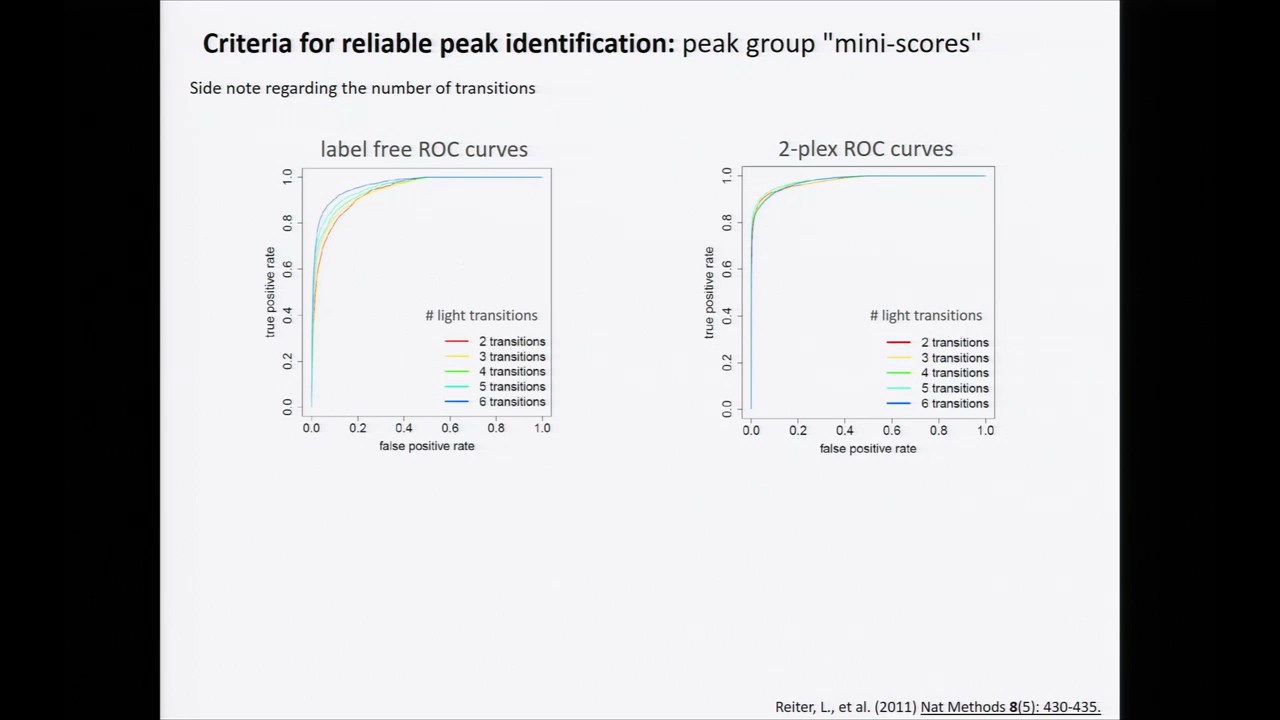 Criteria for reliable peak identification: peak group "mini-scores"
Side note regarding the number of transitions
label free ROC curves
1.0
0.8
0.6
0.4
0.2
0.0
true positive rate
# light transitions
2 transitions
3 transitions
4 transitions
5 transitions
6 transitions
0.0 0.2 0.4 0.6 0.8 1.0
false positive rate
2-plex ROC curves
1.0
0.8
0.6
0.4
0.2
0.0
true positive rate
# light transitions
2 transitions
3 transitions
4 transitions
5 transitions
6 transitions
0.0 0.2 0.4 0.6 0.8 1.0
false positive rate
Reiter, L., et al. (2011) Nat Methods 8(5): 430-435.